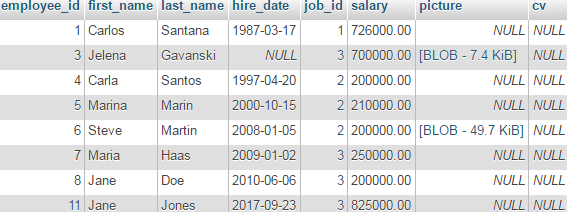 employee_id first_name last_name hire_date job_id salary picture cv
1 Carlos Santana 1987-03-17 1 726000.00 NULL NULL
3 Jelena Gavanski NULL 3 700000.00 [BLOB - 7.4 KiB] NULL
4 Carla Santos 1997-04-20 2 200000.00 NULL NULL
5 Marina Marin 2000-10-15 2 210000.00 NULL NULL
6 Steve Martin 2008-01-05 2 200000.00 [BLOB - 49.7 KiB] NULL
7 Maria Haas 2009-01-02 3 250000.00 NULL NULL
8 Jane Doe 2010-06-06 3 200000.00 NULL NULL
11 Jane Jones 2017-09-23 3 825000.00 NULL NULL